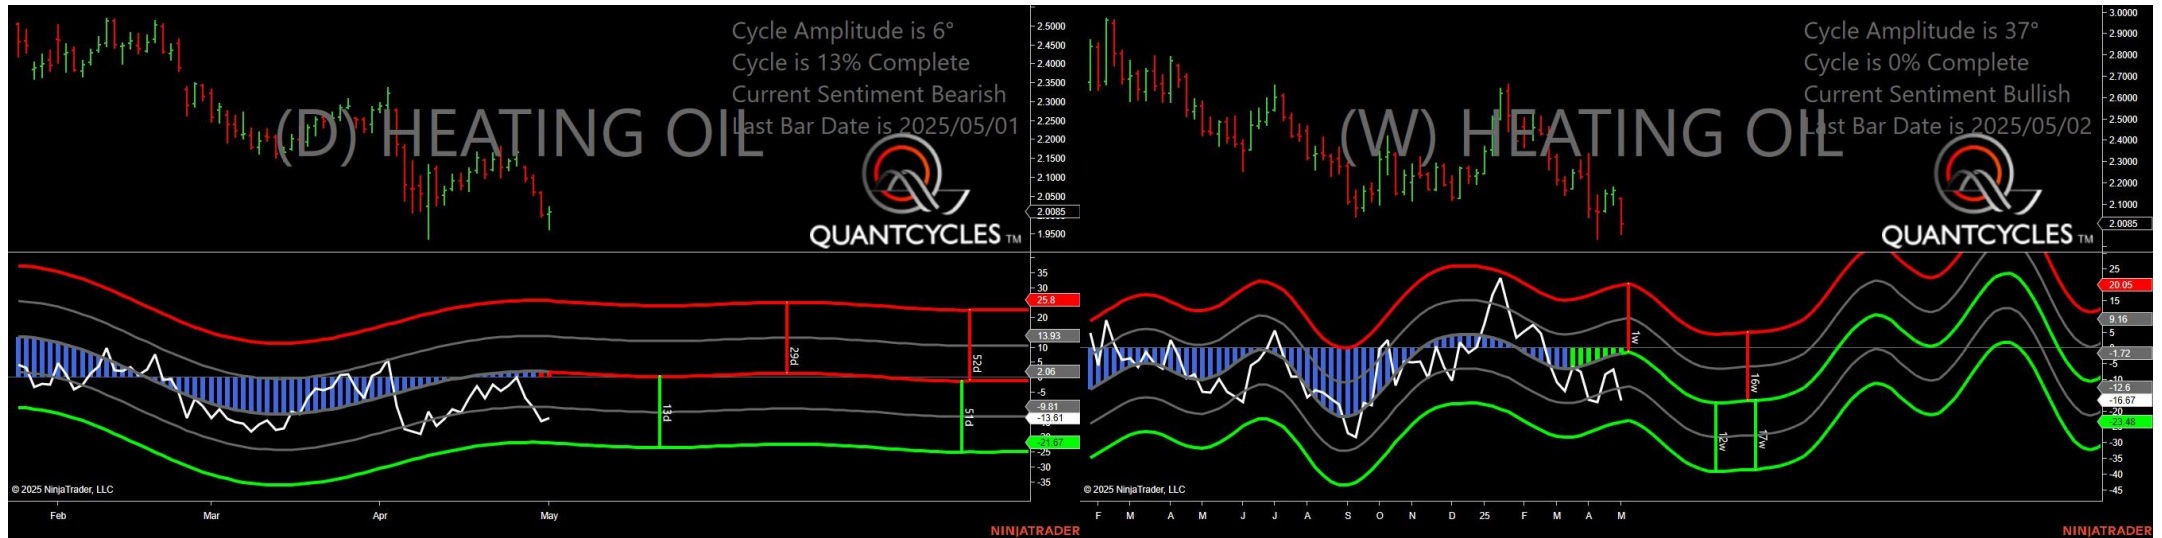 Cycle Amplitude is 6°
Cycle is 13% Complete
Current Sentiment Bearish
Last Bar Date is 2025/05/01
(D) HEATING OIL
QUANTCYCLES TM
2.5000
2.4500
2.4000
2.3500
2.3000
2.2500
2.2000
2.1500
2.1000
2.0500
2.0085
1.9500
35
30
25.8
20
13.93
10
5
2.06
-5
-9.81
-13.61
-21.67
-25
-30
-35
13d
29d
51d
52d
© 2025 NinjaTrader, LLC
Feb
Mar
Apr
May
NINJATRADER
Cycle Amplitude is 37°
Cycle is 0% Complete
Current Sentiment Bullish
Last Bar Date is 2025/05/02
(W) HEATING OIL
QUANTCYCLES TM
3.0000
2.9000
2.8000
2.7000
2.6000
2.5000
2.4000
2.3000
2.2000
2.1000
2.0085
25
20.05
15
9.16
5
0
-1.72
-5
-12.6
-16.67
-20
-23.48
-30
-35
-40
-45
1w
12w
16w
17w
© 2025 NinjaTrader, LLC
F
M
A
M
J
J
A
S
O
N
D
25
F
M
A
M
NINJATRADER